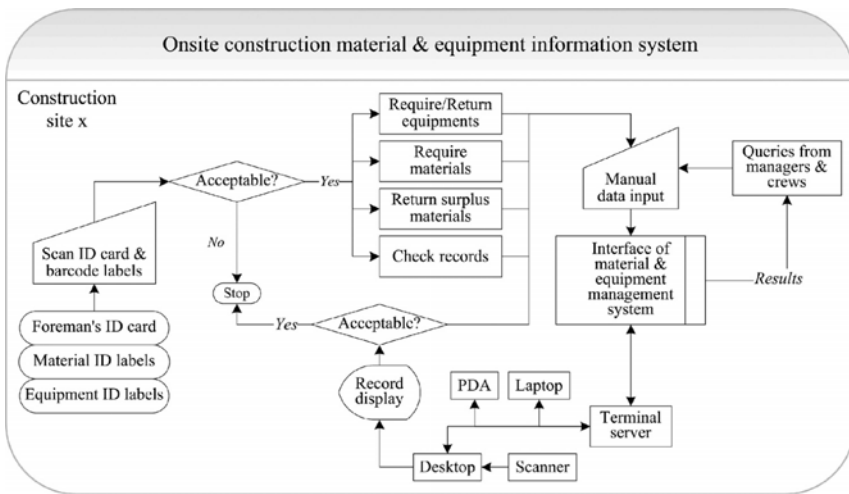 Onsite construction material & equipment information system
Construction
site x
Require/Return
equipments
Require
materials
Return surplus
materials
Check records
Acceptable?
Yes
No
Stop
Scan ID card &
barcode labels
Foreman's ID card
Material ID labels
Equipment ID labels
Manual
data input
Queries from
managers &
crews
Interface of
material &
equipment
management
system
Results
Yes
Acceptable?
Record
display
PDA
Laptop
Terminal
server
Desktop
Scanner